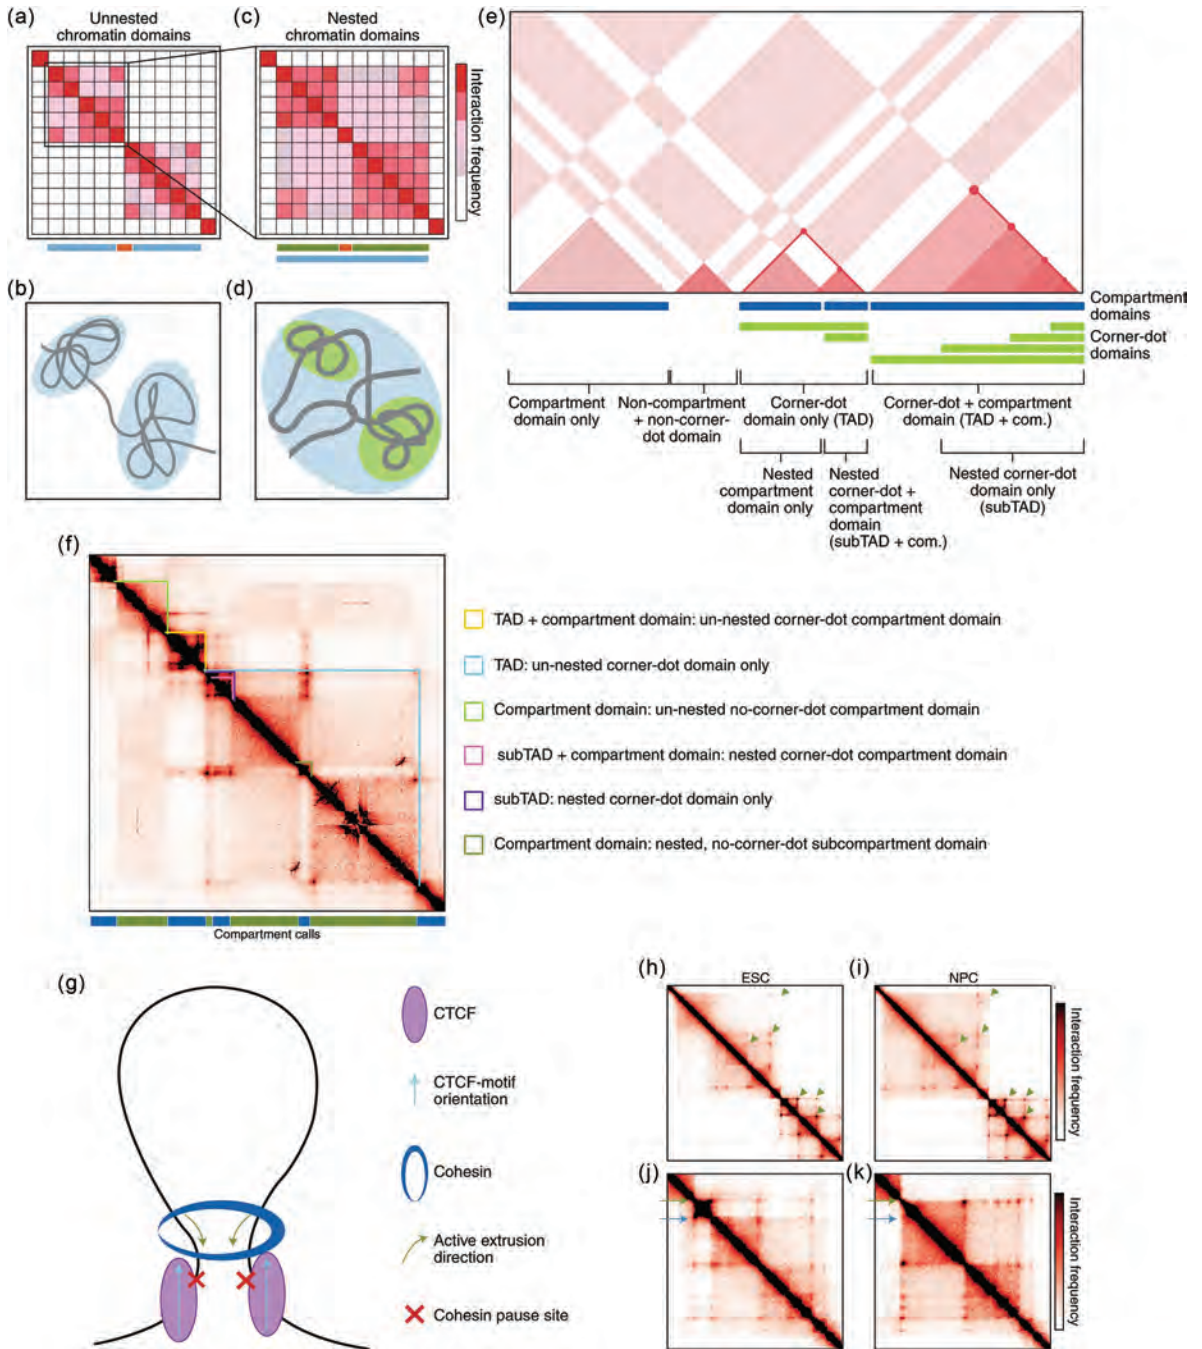 (a)
Unnested
chromatin domains
(c)
Nested
chromatin domains
Interaction frequency
(b)
(d)
(e)
Compartment
domains
Corner-dot
domains
Compartment
domain only
Non-compartment
+ non-corner-
dot domain
Corner-dot
domain only (TAD)
Corner-dot + compartment
domain (TAD + com.)
Nested
compartment
domain only
Nested
corner-dot +
compartment
domain
(subTAD + com.)
Nested corner-dot
domain only
(subTAD)
(f)
TAD + compartment domain: un-nested corner-dot compartment domain
TAD: un-nested corner-dot domain only
Compartment domain: un-nested no-corner-dot compartment domain
subTAD + compartment domain: nested corner-dot compartment domain
subTAD: nested corner-dot domain only
Compartment domain: nested, no-corner-dot subcompartment domain
Compartment calls
(g)
CTCF
CTCF-motif
orientation
Cohesin
Active extrusion
direction
Cohesin pause site
(h)
ESC
(i)
NPC
Interaction frequency
(j)
(k)
Interaction frequency